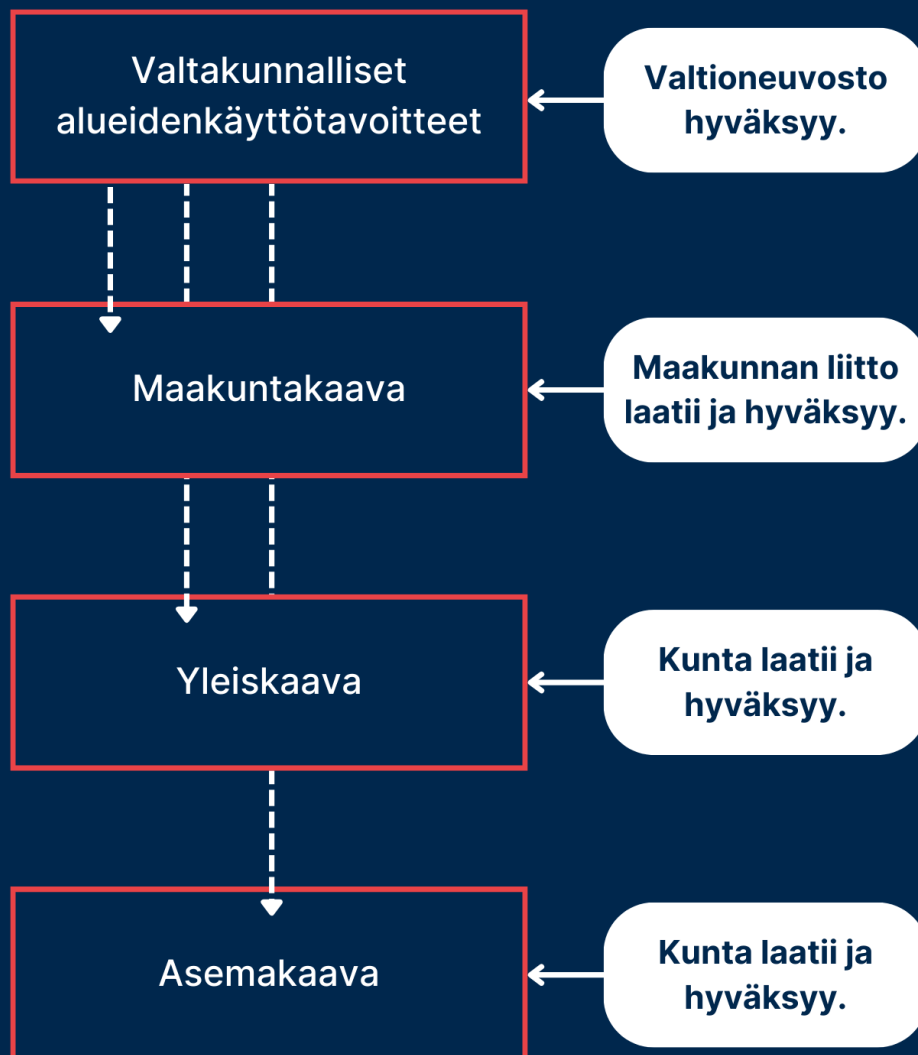 Valtakunnalliset
alueidenkäyttötavoitteet
Valtioneuvosto
hyväksyy.
Maakuntakaava
Maakunnan liitto
laatii ja hyväksyy.
Yleiskaava
Kunta laatii ja
hyväksyy.
Asemakaava
Kunta laatii ja
hyväksyy.